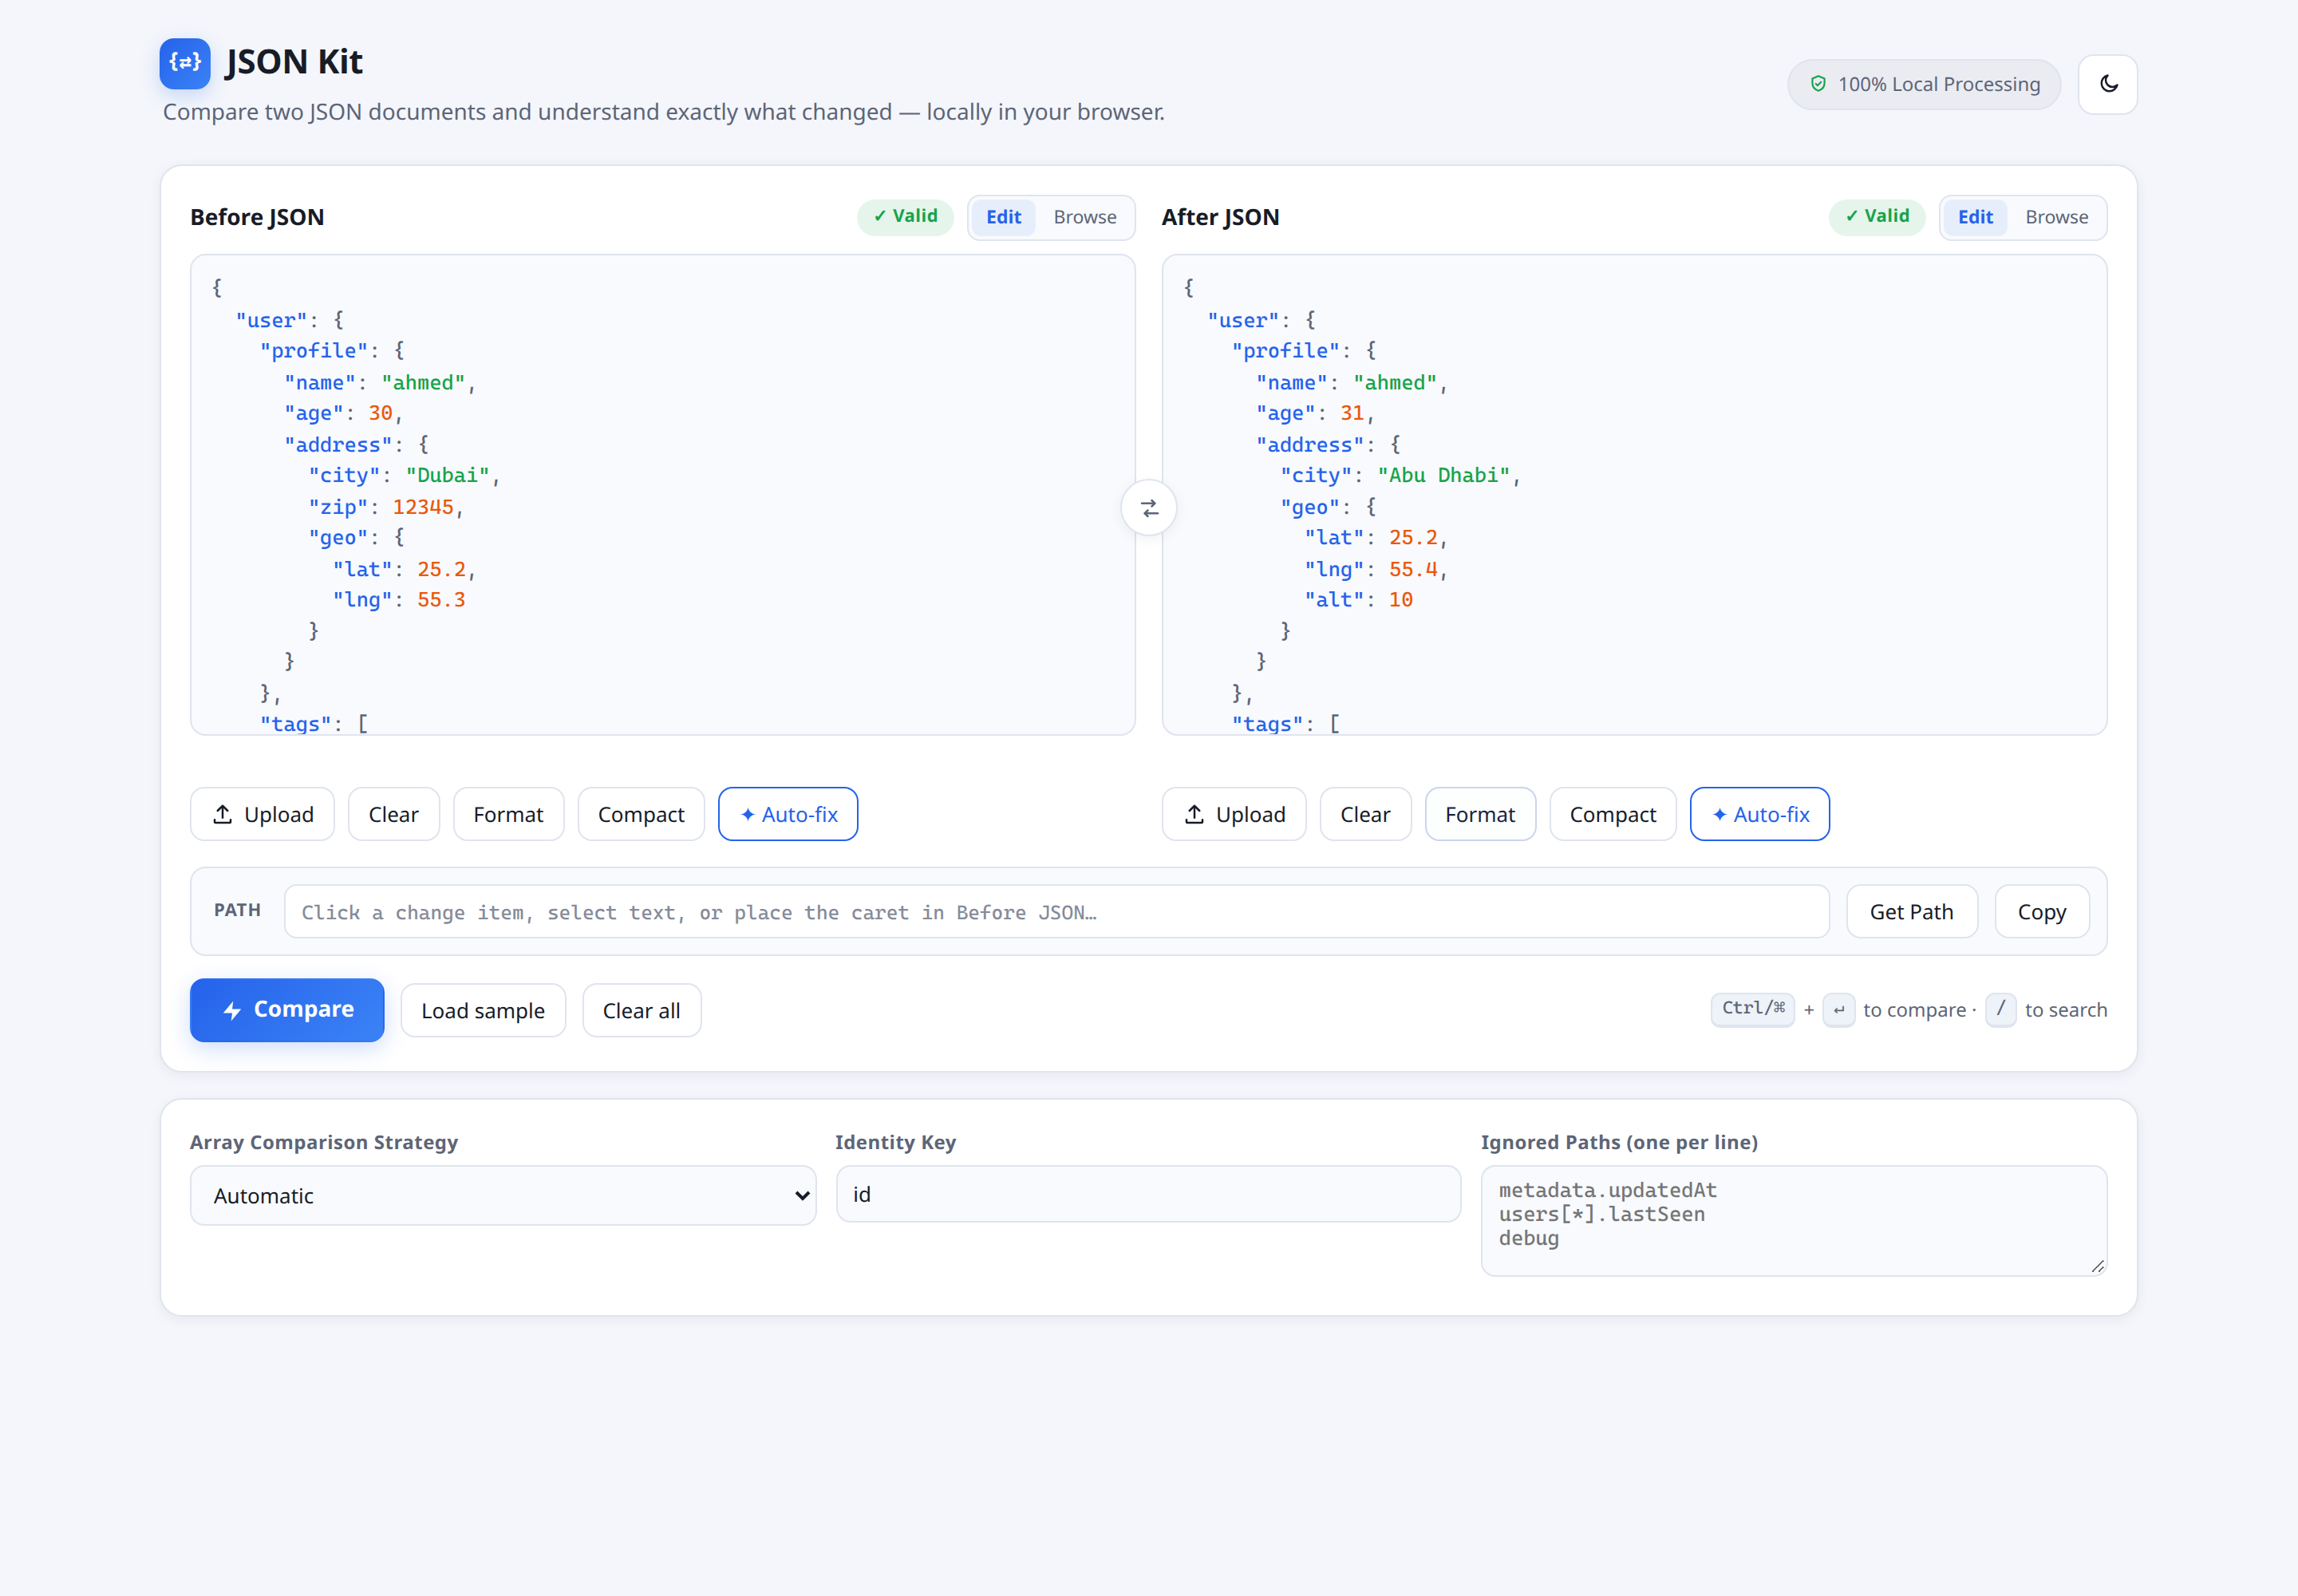 {⇄} JSON Kit
Compare two JSON documents and understand exactly what changed — locally in your browser.
100% Local Processing
Before JSON
✓ Valid
Edit
Browse
{
  "user": {
    "profile": {
      "name": "ahmed",
      "age": 30,
      "address": {
        "city": "Dubai",
        "zip": 12345,
        "geo": {
          "lat": 25.2,
          "lng": 55.3
        }
      }
    },
    "tags": [
Upload
Clear
Format
Compact
✦ Auto-fix
After JSON
✓ Valid
Edit
Browse
{
  "user": {
    "profile": {
      "name": "ahmed",
      "age": 31,
      "address": {
        "city": "Abu Dhabi",
        "geo": {
          "lat": 25.2,
          "lng": 55.4,
          "alt": 10
        }
      }
    },
    "tags": [
Upload
Clear
Format
Compact
✦ Auto-fix
PATH
Click a change item, select text, or place the caret in Before JSON…
Get Path
Copy
Compare
Load sample
Clear all
Ctrl/⌘ + ↵ to compare · / to search
Array Comparison Strategy
Automatic
Identity Key
id
Ignored Paths (one per line)
metadata.updatedAt
users[*].lastSeen
debug